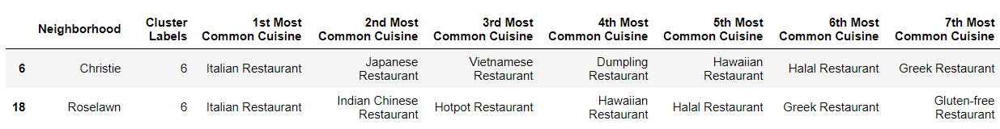 Neighborhood Cluster Labels 1st Most Common Cuisine 2nd Most Common Cuisine 3rd Most Common Cuisine 4th Most Common Cuisine 5th Most Common Cuisine 6th Most Common Cuisine 7th Most Common Cuisine
6 Christie 6 Italian Restaurant Japanese Restaurant Vietnamese Restaurant Dumpling Restaurant Hawaiian Restaurant Halal Restaurant Greek Restaurant
18 Roselawn 6 Italian Restaurant Indian Chinese Restaurant Hotpot Restaurant Hawaiian Restaurant Halal Restaurant Greek Restaurant Gluten-free Restaurant